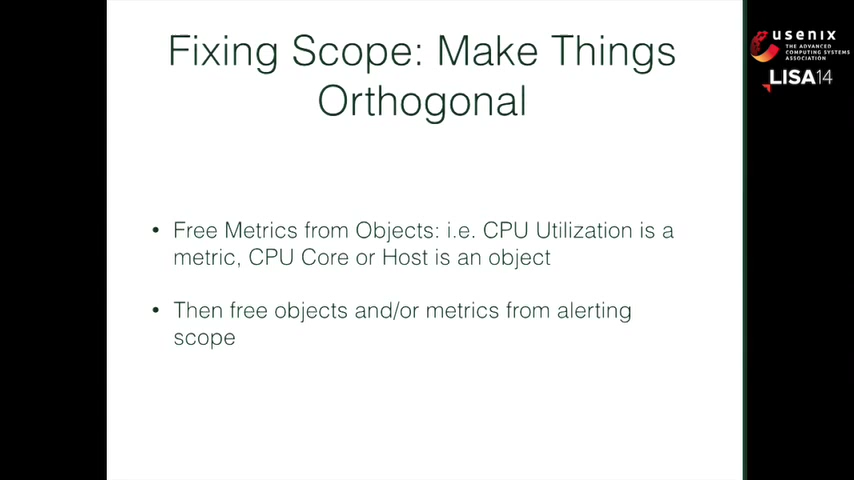 Fixing Scope: Make Things
Orthogonal
• Free Metrics from Objects: i.e. CPU Utilization is a
metric, CPU Core or Host is an object
• Then free objects and/or metrics from alerting
scope
usenix
THE ADVANCED
COMPUTING SYSTEMS
ASSOCIATION
LISA14